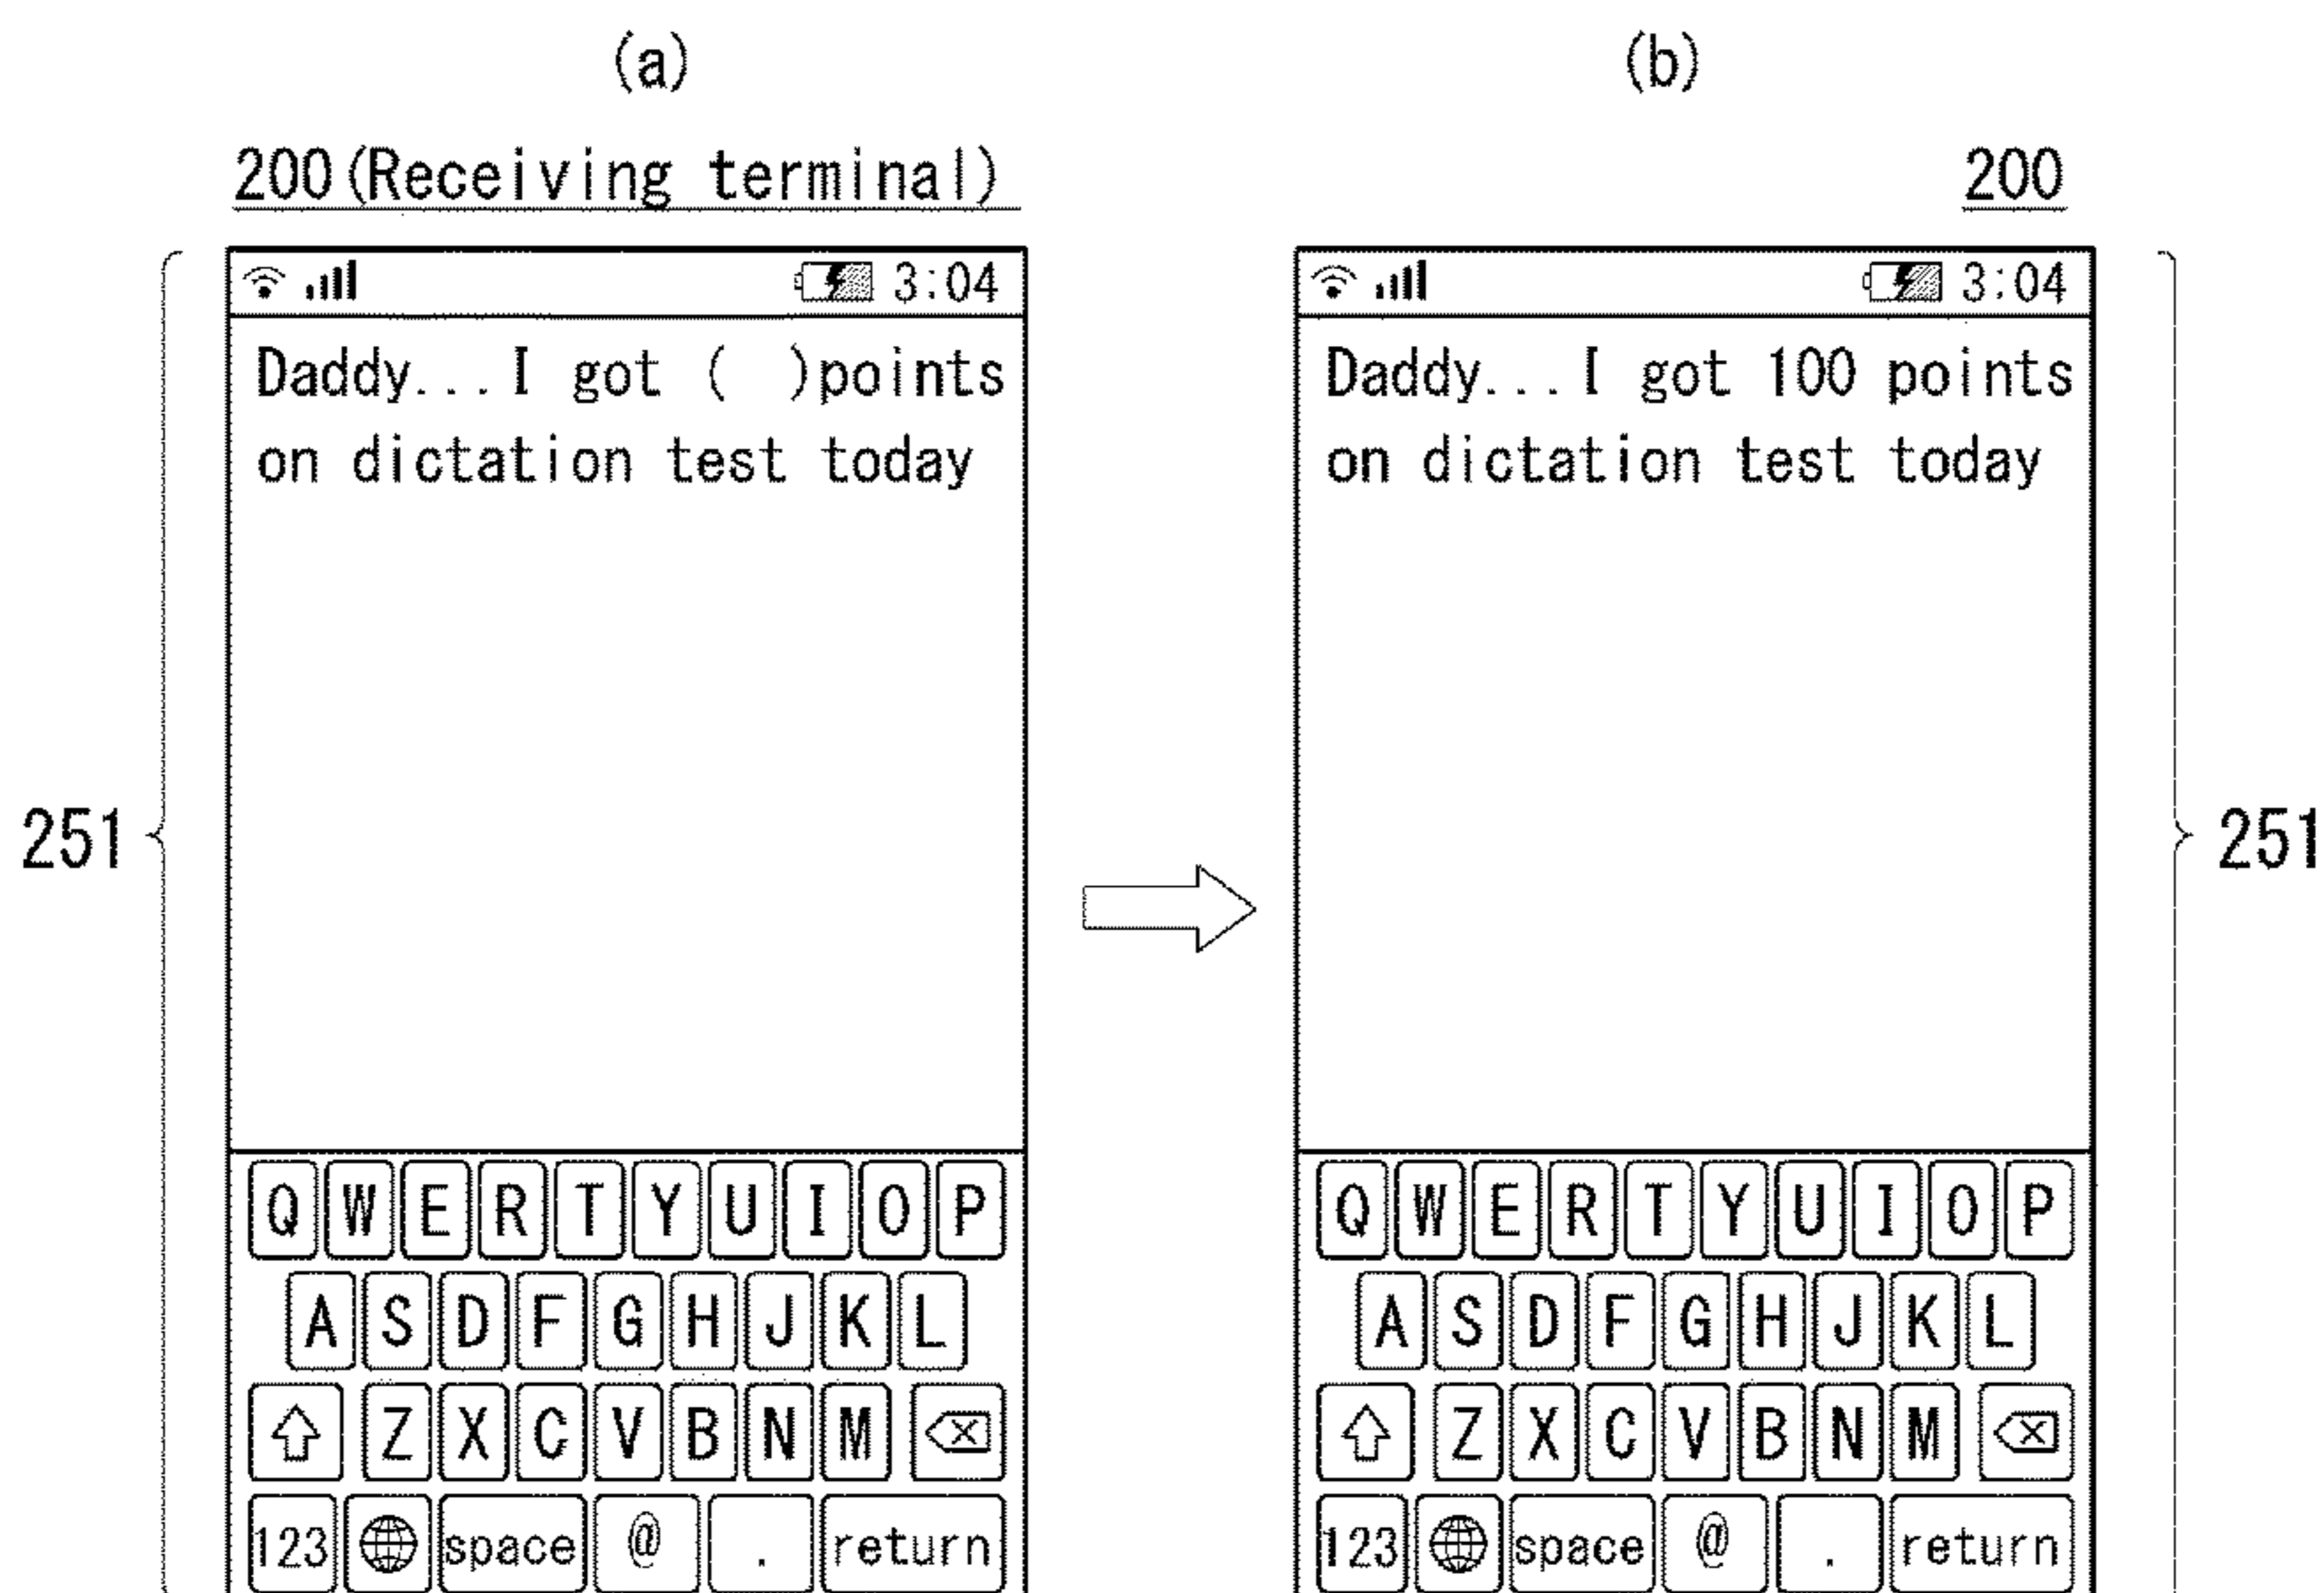 (a)
200(Receiving terminal)
3:04
Daddy...I got ( )points
on dictation test today
251
Q W E R T Y U I O P
A S D F G H J K L
Z X C V B N M
123 space @ . return
(b)
200
3:04
Daddy...I got 100 points
on dictation test today
251
Q W E R T Y U I O P
A S D F G H J K L
Z X C V B N M
123 space @ . return